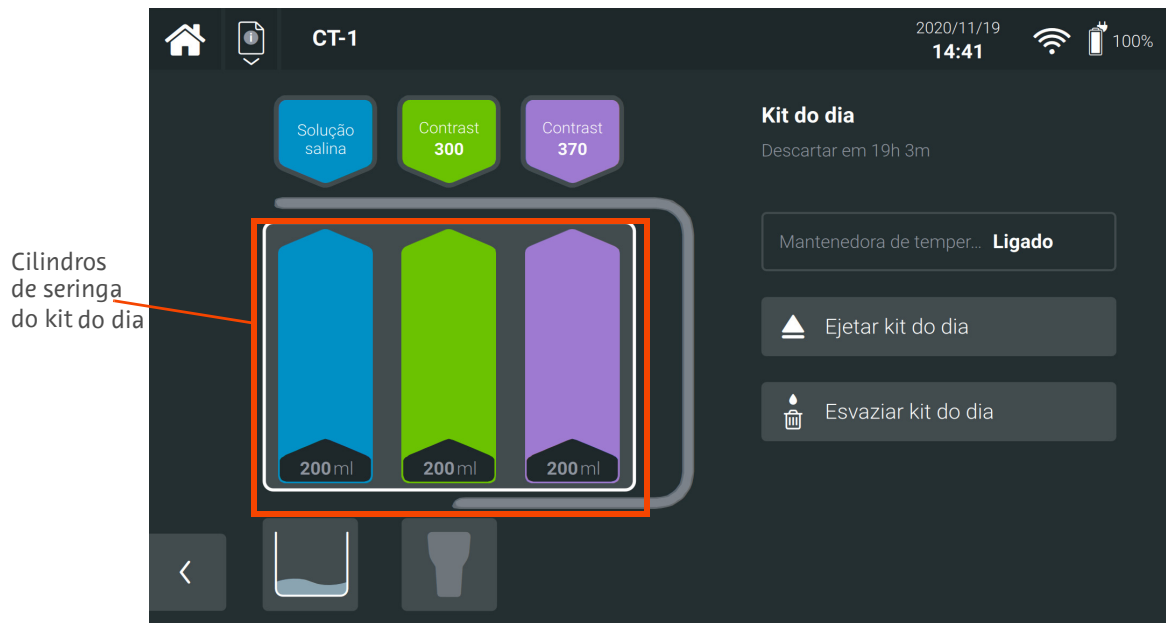 CT-1
2020/11/19
14:41
100%
Solução
salina
Contrast
300
Contrast
370
Kit do dia
Descartar em 19h 3m
Mantenedora de temper... Ligado
Cilindros
de seringa
do kit do dia
Ejetar kit do dia
Esvaziar kit do dia
200 ml
200 ml
200 ml